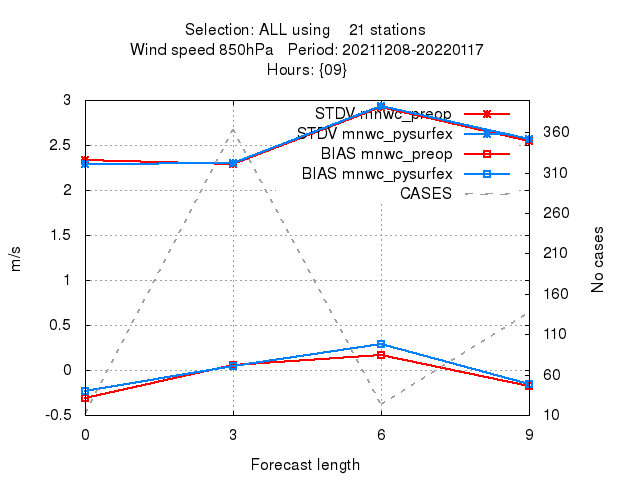 Selection: ALL using    21 stations
Wind speed 850hPa   Period: 20211208-20220117
Hours: {09}
STDV mnwc_preop
STDV mnwc_pysurfex
BIAS mnwc_preop
BIAS mnwc_pysurfex
CASES
3
2.5
2
1.5
1
0.5
0
-0.5
360
310
260
210
160
110
60
10
m/s
No cases
0 3 6 9
Forecast length